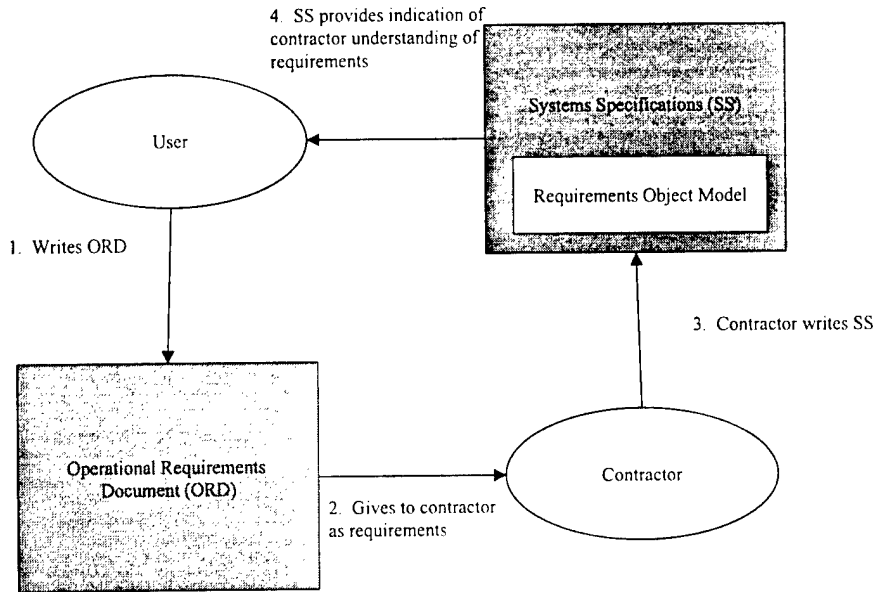 4. SS provides indication of
contractor understanding of
requirements
Systems Specifications (SS)
User
Requirements Object Model
1. Writes ORD
3. Contractor writes SS
Operational Requirements
Document (ORD)
Contractor
2. Gives to contractor
as requirements